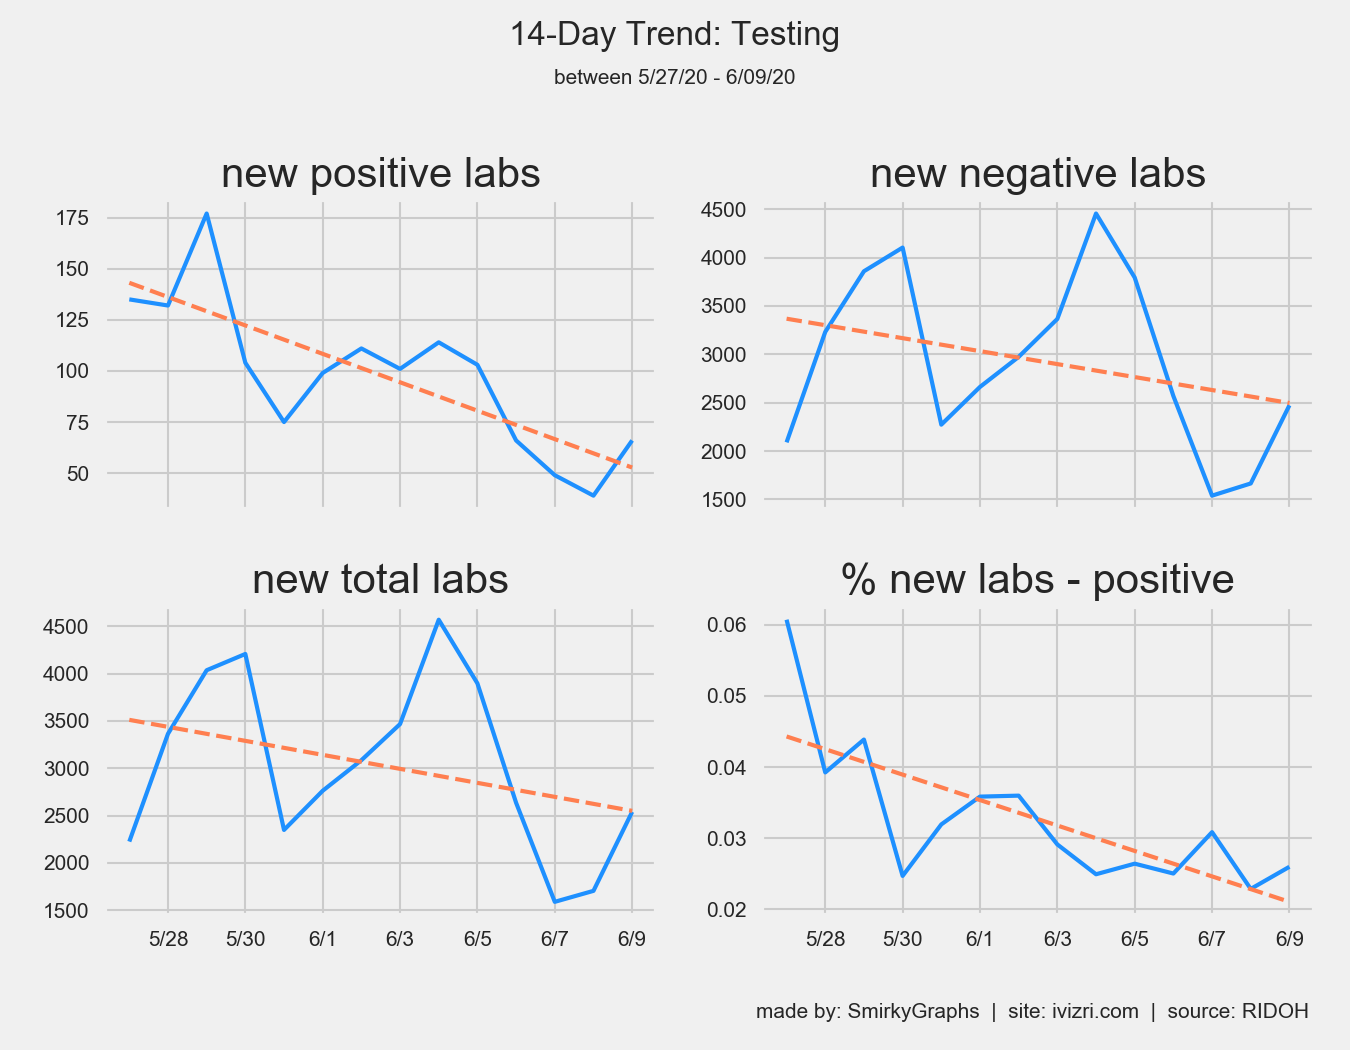 14-Day Trend: Testing
between 5/27/20 - 6/09/20
new positive labs
175
150
125
100
75
50
new negative labs
4500
4000
3500
3000
2500
2000
1500
new total labs
4500
4000
3500
3000
2500
2000
1500
5/28 5/30 6/1 6/3 6/5 6/7 6/9
% new labs - positive
0.06
0.05
0.04
0.03
0.02
5/28 5/30 6/1 6/3 6/5 6/7 6/9
made by: SmirkyGraphs | site: ivizri.com | source: RIDOH